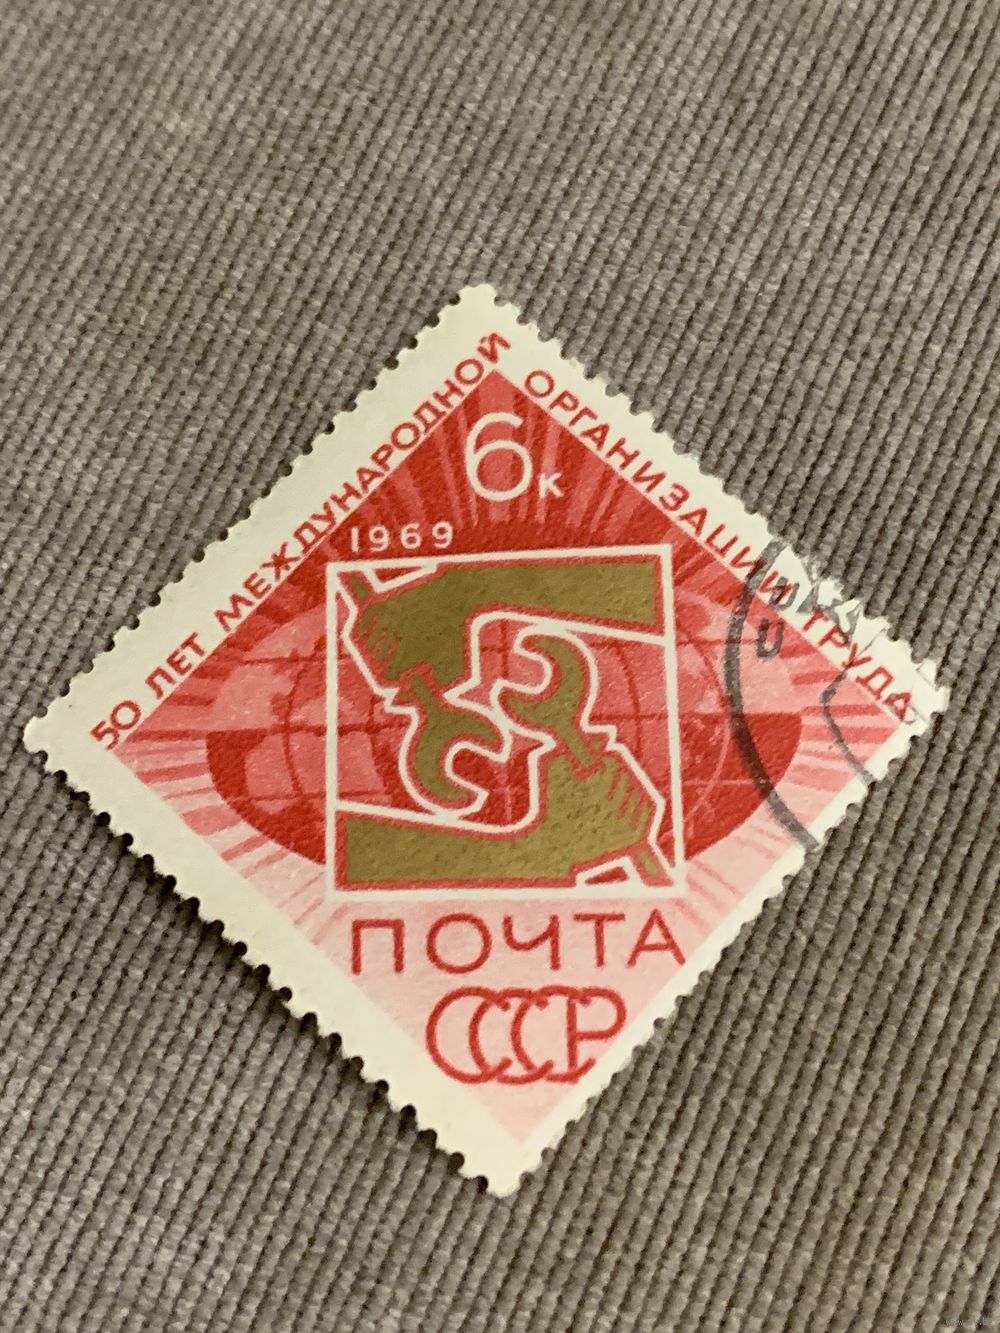 50 ЛЕТ МЕЖДУНАРОДНОЙ ОРГАНИЗАЦИИ ТРУДА
6к
1969
ПОЧТА
СССР